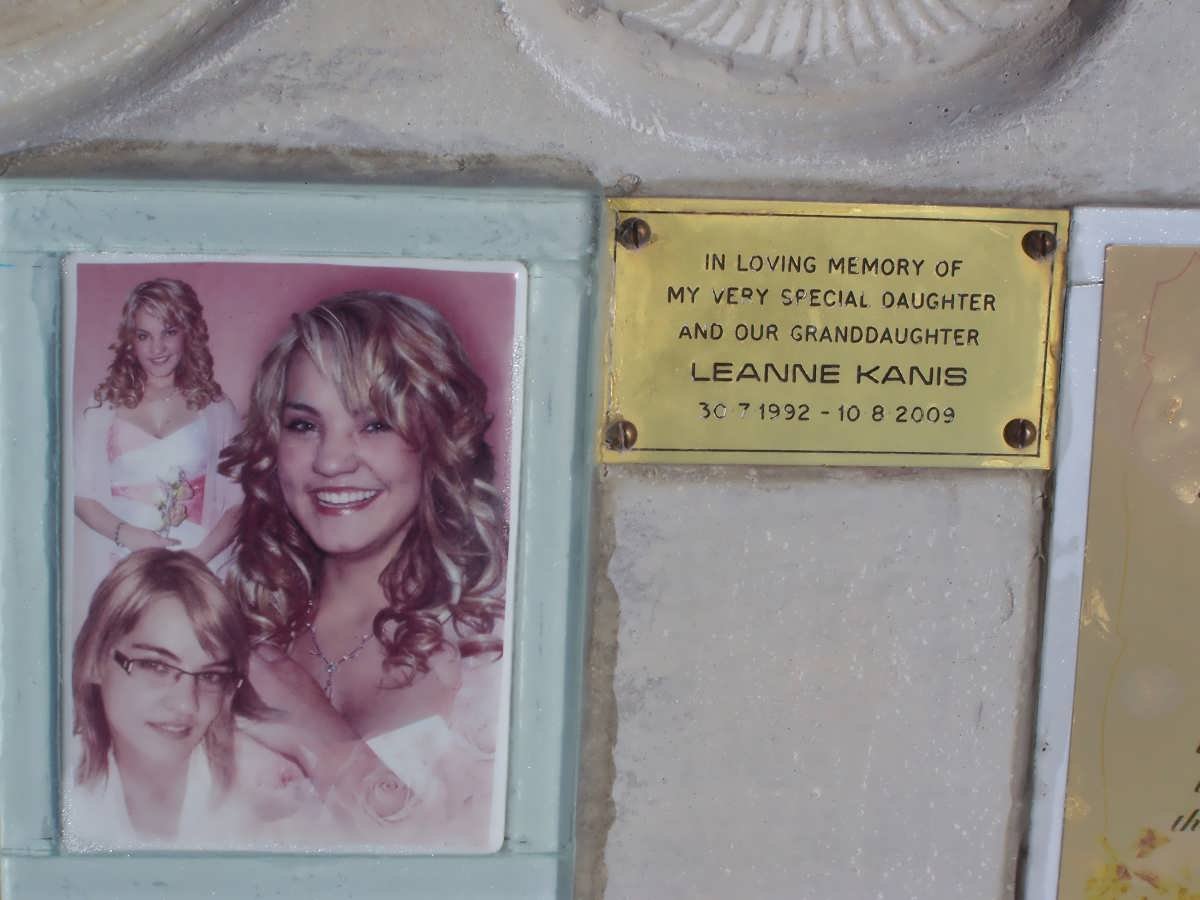 IN LOVING MEMORY OF
MY VERY SPECIAL DAUGHTER
AND OUR GRANDDAUGHTER
LEANNE KANIS
30 7 1992 - 10 8 2009